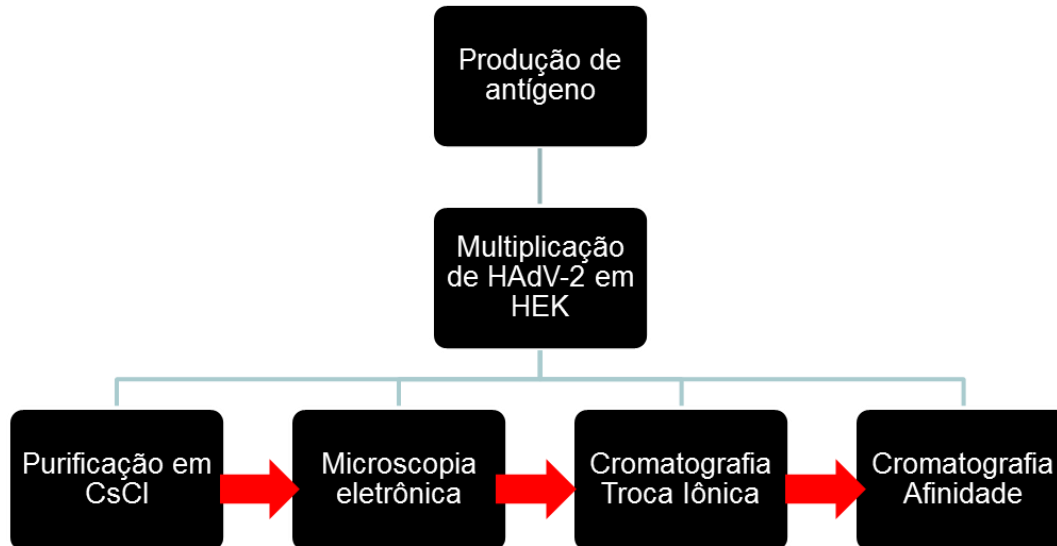 Produção de
antígeno
Multiplicação
de HAdV-2 em
HEK
Purificação em
CsCl
Microscopia
eletrônica
Cromatografia
Troca Iônica
Cromatografia
Afinidade